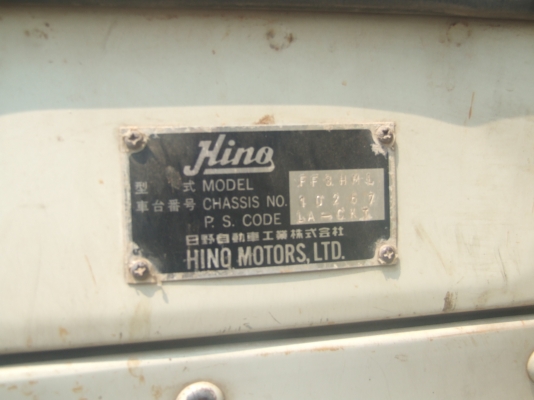 Hino
型 式 MODEL
車台番号 CHASSIS NO.
P. S. CODE
日野自動車工業株式会社
HINO MOTORS, LTD.